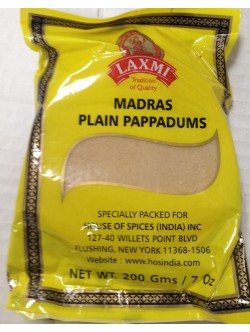 LAXMI
Tradition
of Quality
MADRAS
PLAIN PAPPADUMS
SPECIALLY PACKED FOR
HOUSE OF SPICES (INDIA) INC
127-40 WILLETS POINT BLVD
FLUSHING, NEW YORK 11368-1506
Website : www.hosindia.com
NET WT. 200 Gms / 7 Oz